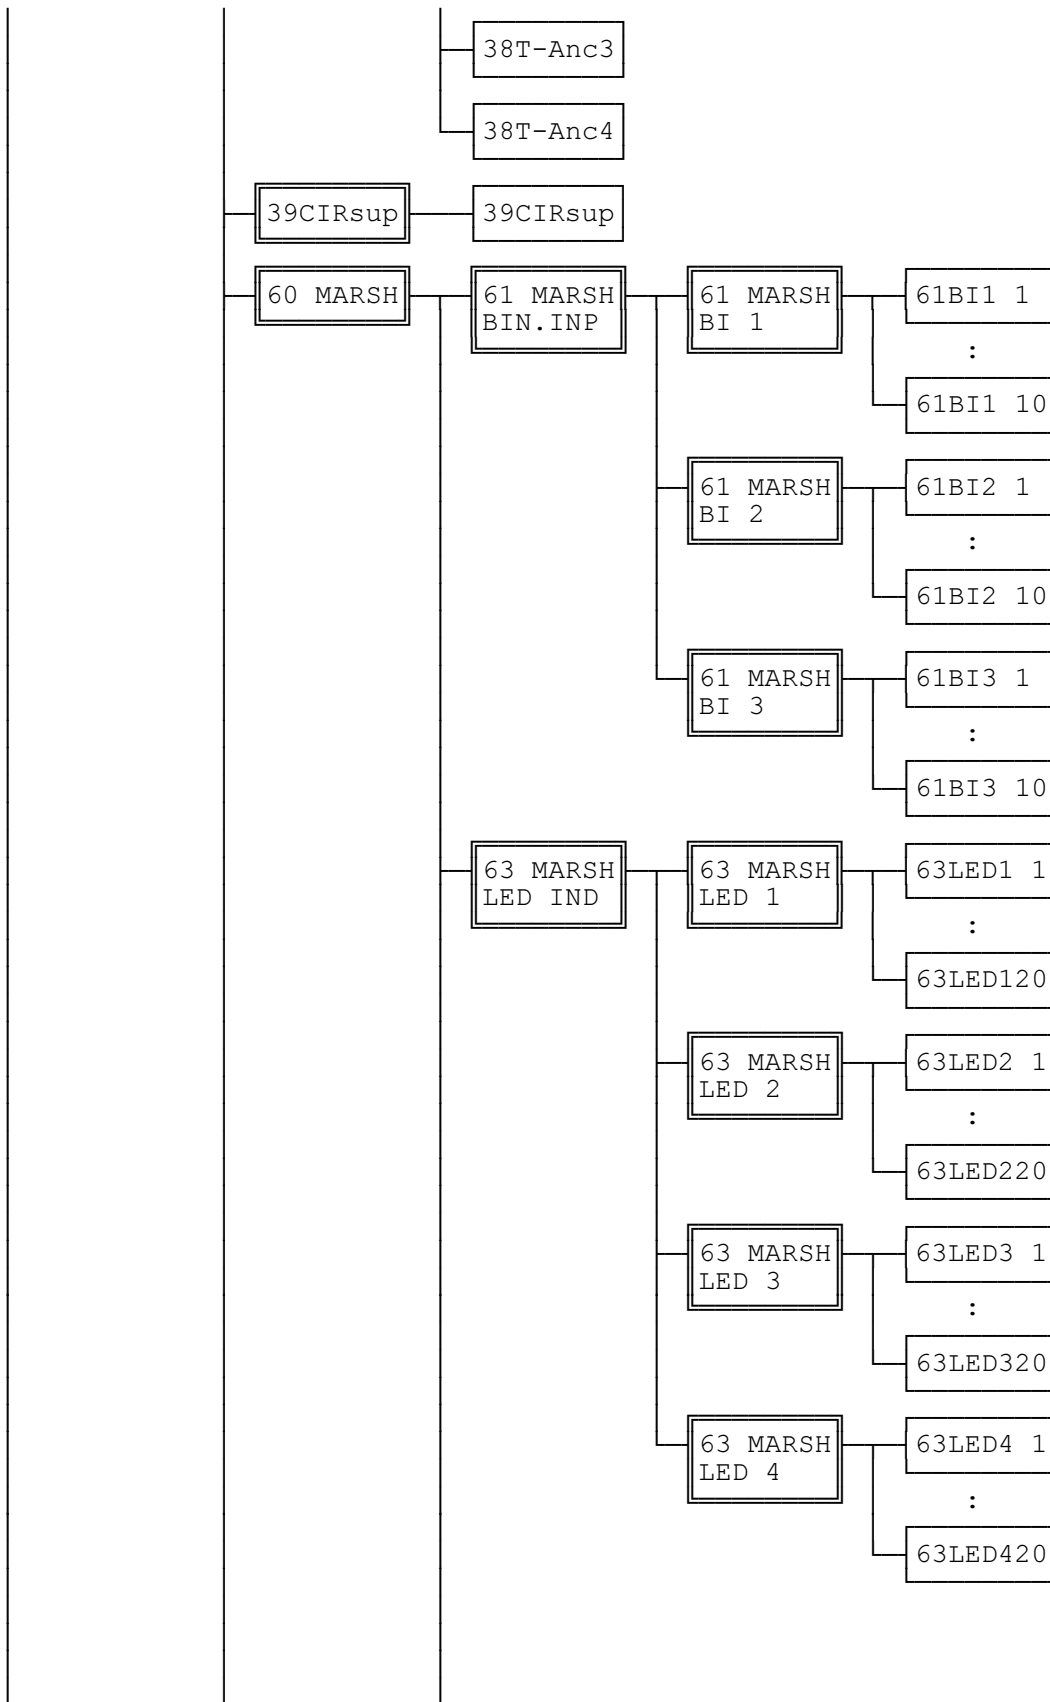 38T-Anc3
38T-Anc4
39CIRsup
39CIRsup
60 MARSH
61 MARSH
BIN.INP
61 MARSH
BI 1
61BI1 1
:
61BI1 10
61 MARSH
BI 2
61BI2 1
:
61BI2 10
61 MARSH
BI 3
61BI3 1
:
61BI3 10
63 MARSH
LED IND
63 MARSH
LED 1
63LED1 1
:
63LED120
63 MARSH
LED 2
63LED2 1
:
63LED220
63 MARSH
LED 3
63LED3 1
:
63LED320
63 MARSH
LED 4
63LED4 1
:
63LED420